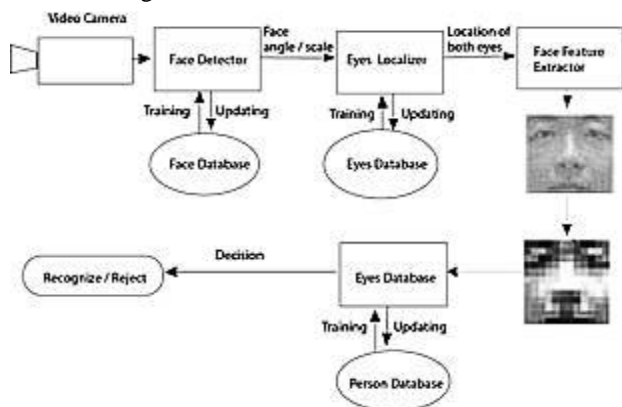 Video Camera
Face
angle / scale
Location of
both eyes
Face Detector
Eyes Localizer
Face Feature
Extractor
Training
Updating
Training
Updating
Face Database
Eyes Database
Decision
Recognize / Reject
Eyes Database
Training
Updating
Person Database